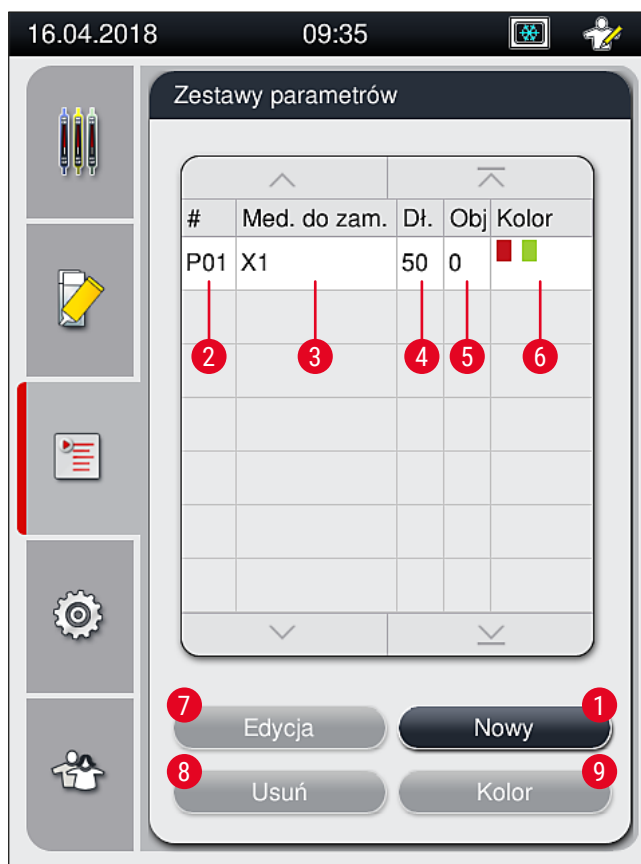 16.04.2018 09:35
Zestawy parametrów
# Med. do zam. Dł. Obj Kolor
P01 X1 50 0
2 3 4 5 6
7 1
Edycja Nowy
8 9
Usuń Kolor